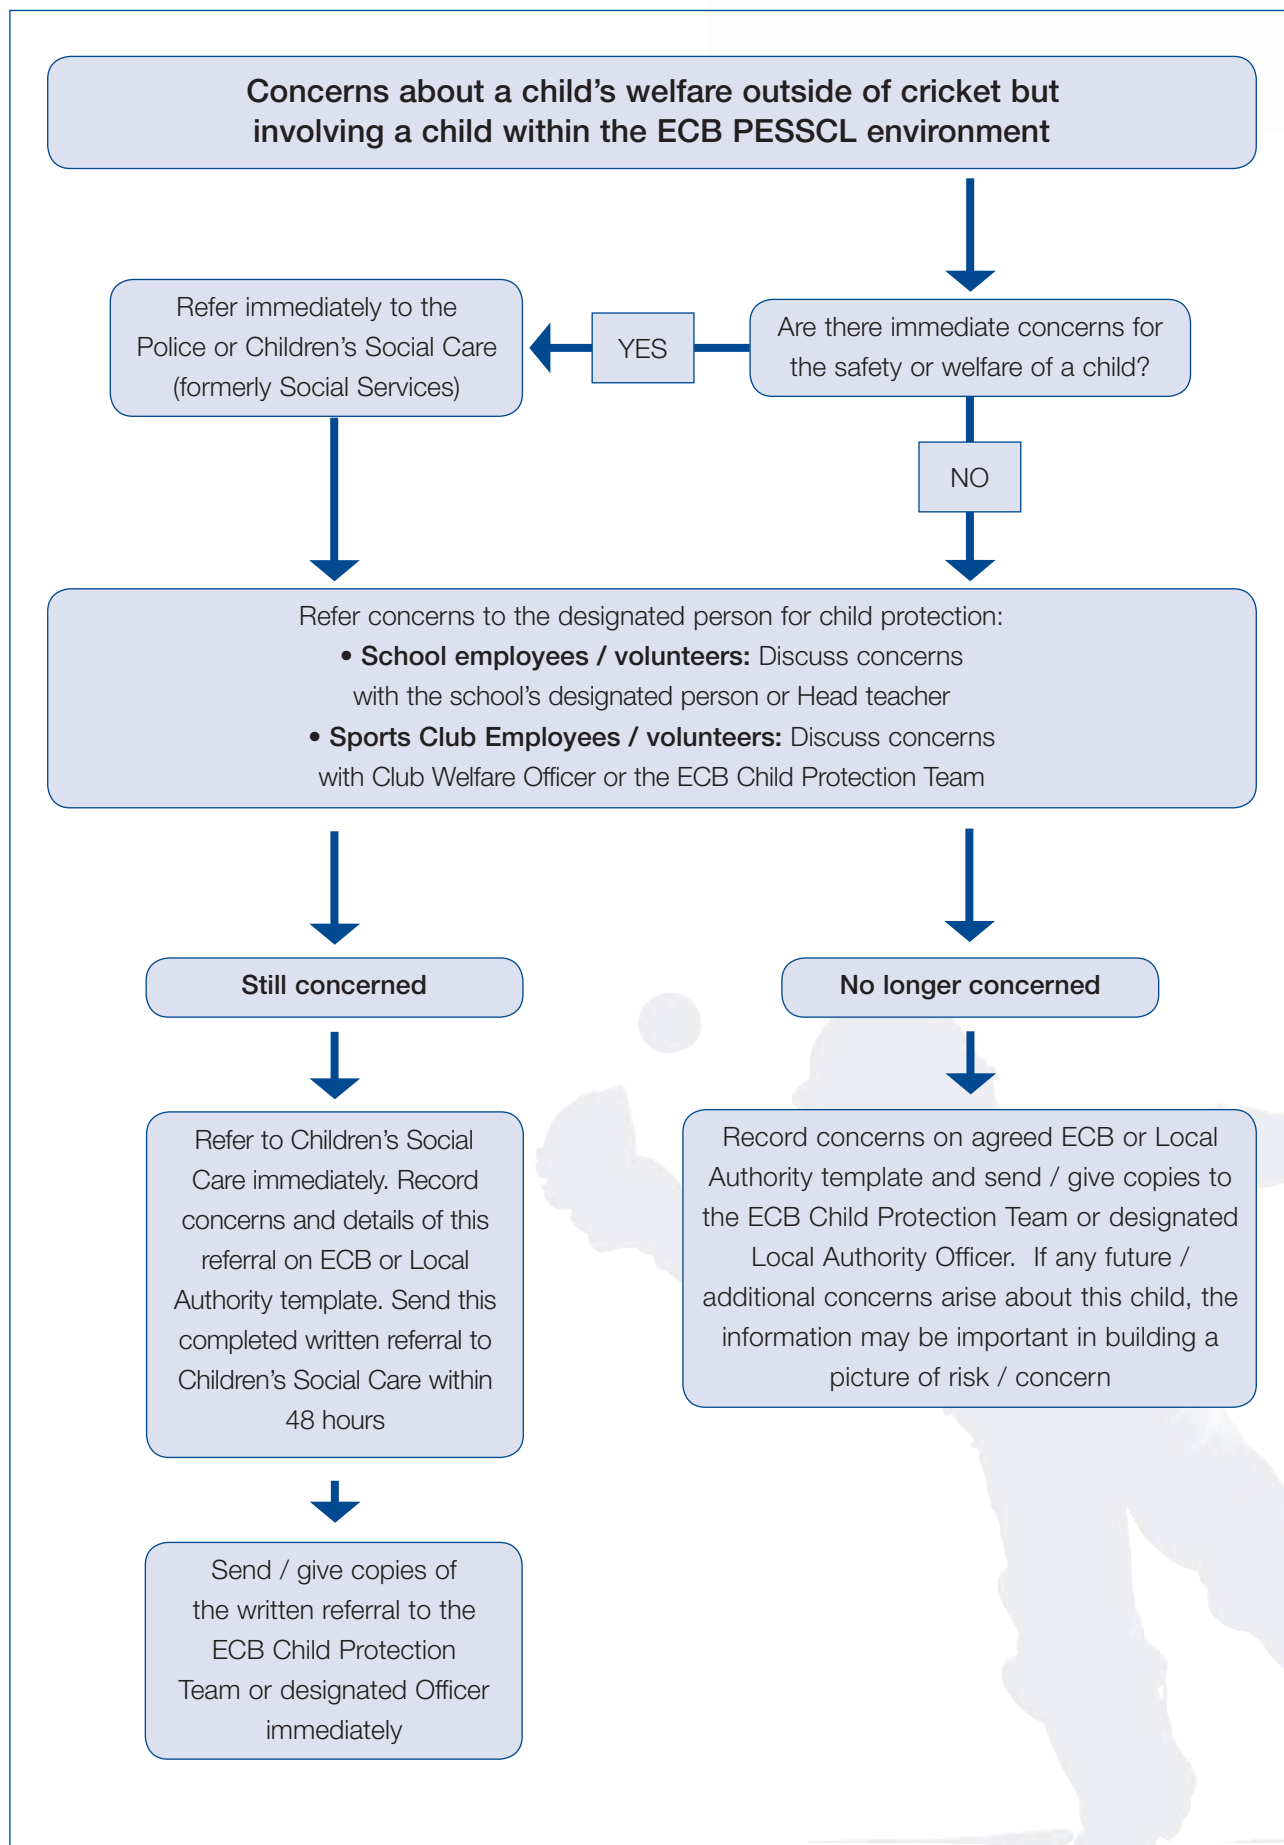 Concerns about a child’s welfare outside of cricket but
involving a child within the ECB PESSCL environment
Refer immediately to the
Police or Children’s Social Care
(formerly Social Services)
YES
Are there immediate concerns for
the safety or welfare of a child?
NO
Refer concerns to the designated person for child protection:
• School employees / volunteers: Discuss concerns
with the school’s designated person or Head teacher
• Sports Club Employees / volunteers: Discuss concerns
with Club Welfare Officer or the ECB Child Protection Team
Still concerned
No longer concerned
Refer to Children’s Social
Care immediately. Record
concerns and details of this
referral on ECB or Local
Authority template. Send this
completed written referral to
Children’s Social Care within
48 hours
Record concerns on agreed ECB or Local
Authority template and send / give copies to
the ECB Child Protection Team or designated
Local Authority Officer.  If any future /
additional concerns arise about this child, the
information may be important in building a
picture of risk / concern
Send / give copies of
the written referral to the
ECB Child Protection
Team or designated Officer
immediately